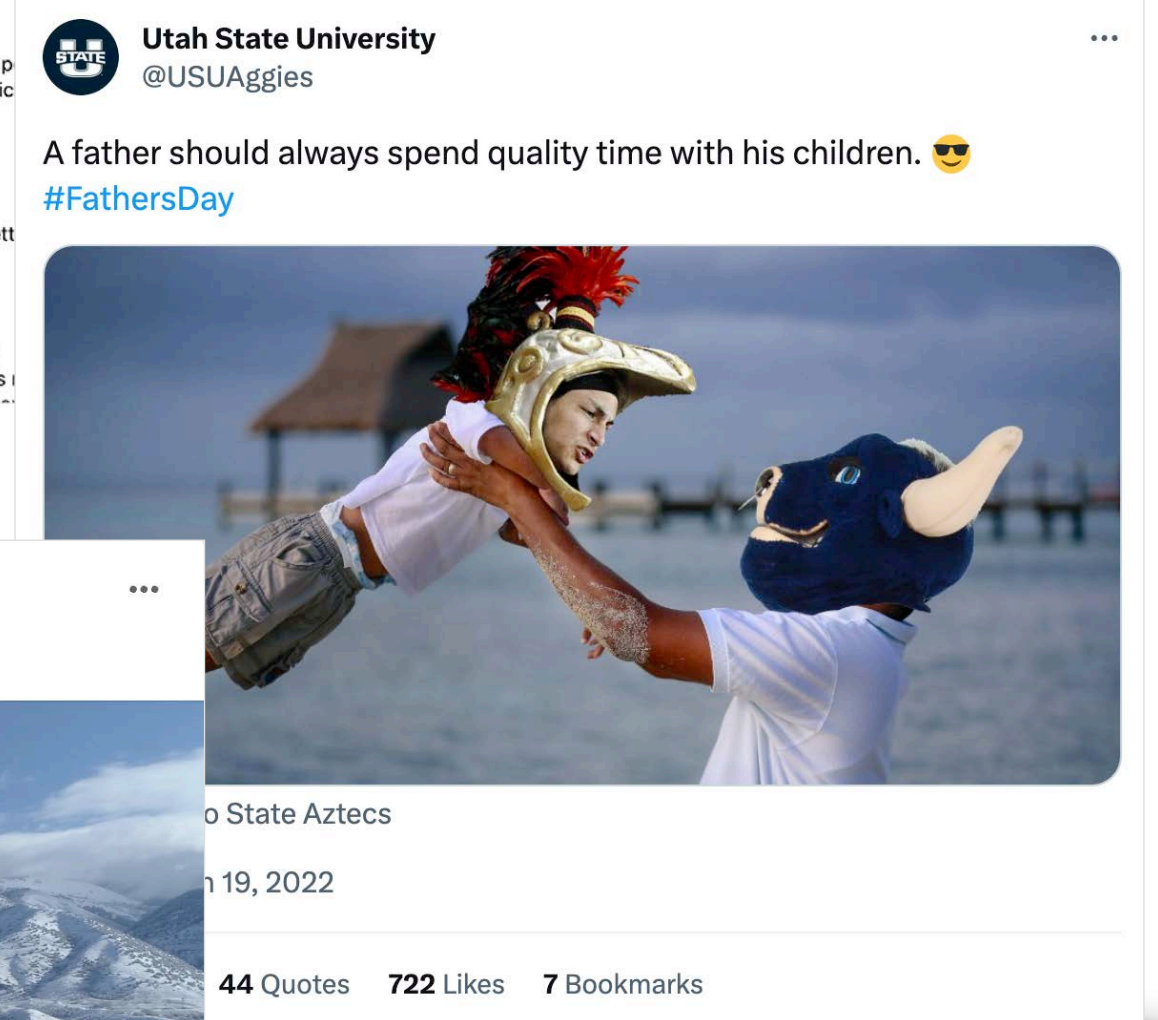 STATE
Utah State University
@USUAggies
A father should always spend quality time with his children. 😎
#FathersDay
o State Aztecs
19, 2022
44 Quotes 722 Likes 7 Bookmarks